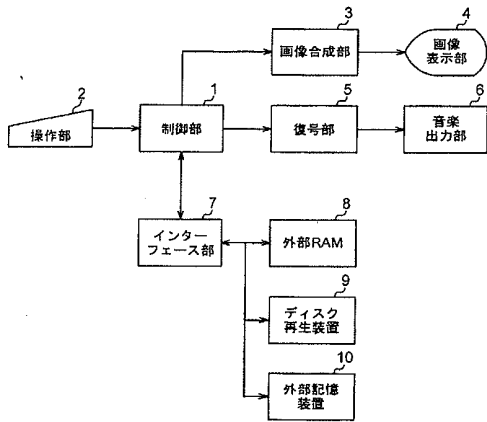 3
画像合成部
4
画像
表示部
2
操作部
1
制御部
5
復号部
6
音楽
出力部
7
インター
フェース部
8
外部RAM
9
ディスク
再生装置
10
外部記憶
装置